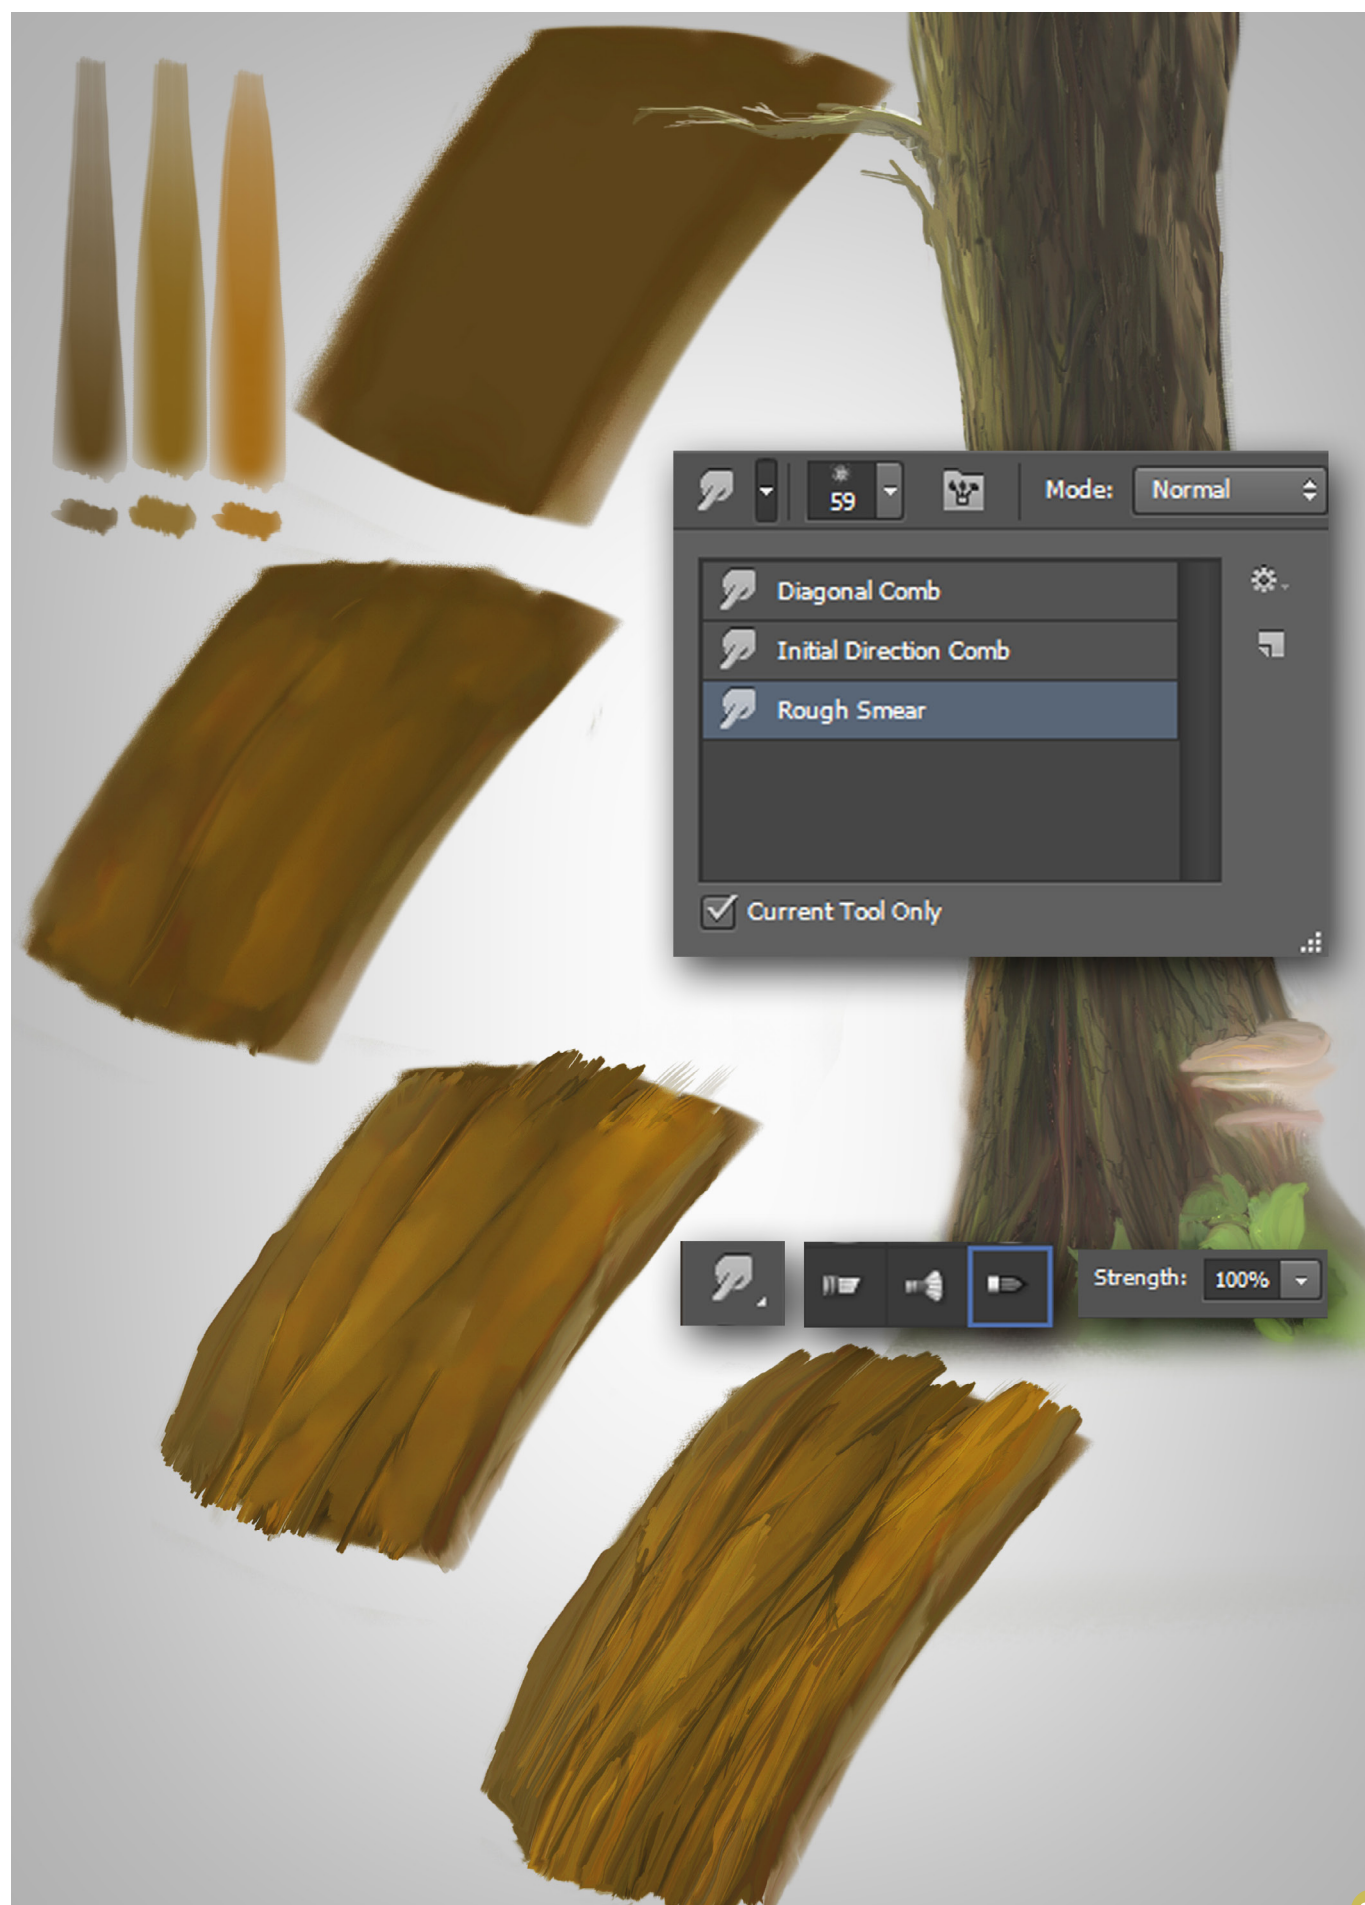 59
Mode: Normal
Diagonal Comb
Initial Direction Comb
Rough Smear
Current Tool Only
Strength: 100%